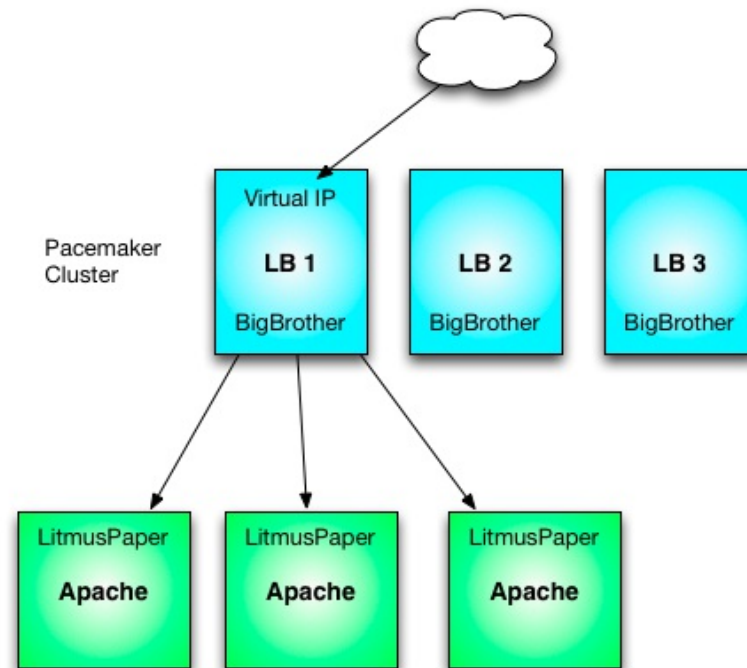 Virtual IP
Pacemaker
Cluster
LB 1
LB 2
LB 3
BigBrother
BigBrother
BigBrother
LitmusPaper
LitmusPaper
LitmusPaper
Apache
Apache
Apache